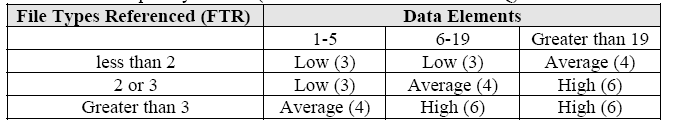 File Types Referenced (FTR) Data Elements
1-5 6-19 Greater than 19
less than 2 Low (3) Low (3) Average (4)
2 or 3 Low (3) Average (4) High (6)
Greater than 3 Average (4) High (6) High (6)